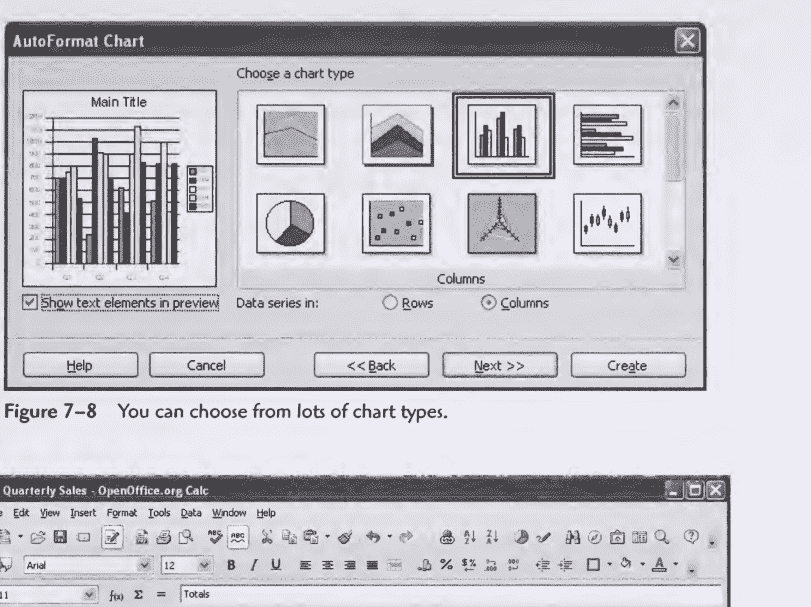 AutoFormat Chart
Choose a chart type
Main Title
Columns
Show text elements in preview
Data series in:
Rows
Columns
Help
Cancel
<< Back
Next >>
Create
Figure 7–8 You can choose from lots of chart types.
Quarterly Sales - OpenOffice.org Calc
Edit View Insert Format Tools Data Window Help
Arial 12 B I U
f(x) Σ = Totals